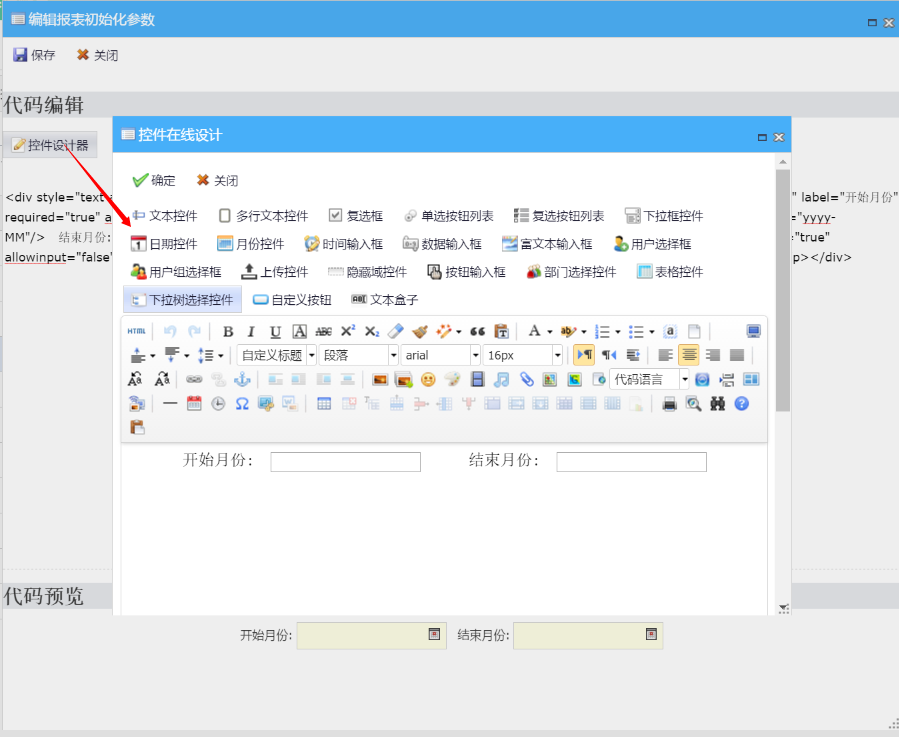 编辑报表初始化参数
保存 关闭
代码编辑
控件设计器
控件在线设计
确定 关闭
文本控件 多行文本控件 复选框 单选按钮列表 复选按钮列表 下拉框控件
日期控件 月份控件 时间输入框 数据输入框 富文本输入框 用户选择框
用户组选择框 上传控件 隐藏域控件 按钮输入框 部门选择控件 表格控件
下拉树选择控件 自定义按钮 文本盒子
HTML B I U A ABC X² X₂ A ab a
自定义标题 段落 arial 16px
代码语言
开始月份: 结束月份:
<div style="text
" label="开始月份"
required="true" a
="yyyy-
MM"/> 结束月份:
="true"
allowinput="false"
p></div>
代码预览
开始月份: 结束月份: